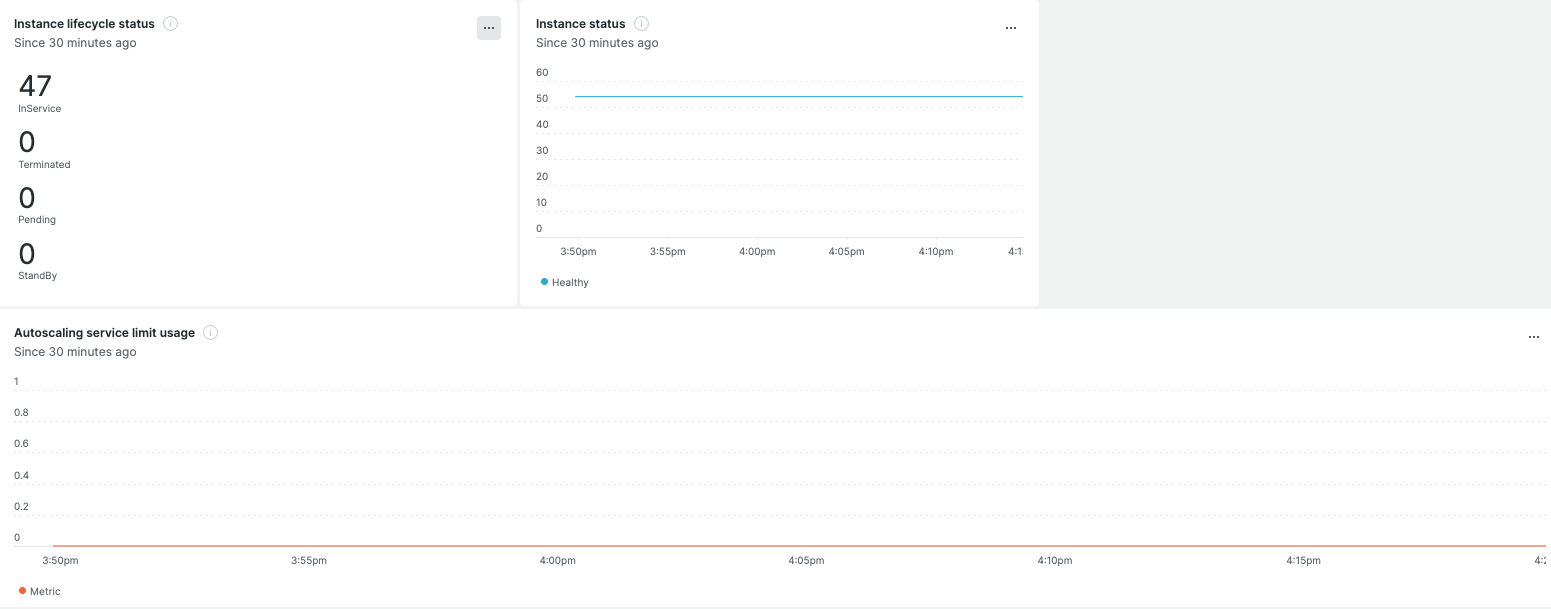 Instance lifecycle status
Since 30 minutes ago
47
InService
0
Terminated
0
Pending
0
StandBy
Instance status
Since 30 minutes ago
60
50
40
30
20
10
0
3:50pm 3:55pm 4:00pm 4:05pm 4:10pm 4:1
Healthy
Autoscaling service limit usage
Since 30 minutes ago
1
0.8
0.6
0.4
0.2
0
3:50pm 3:55pm 4:00pm 4:05pm 4:10pm 4:15pm 4:2
Metric